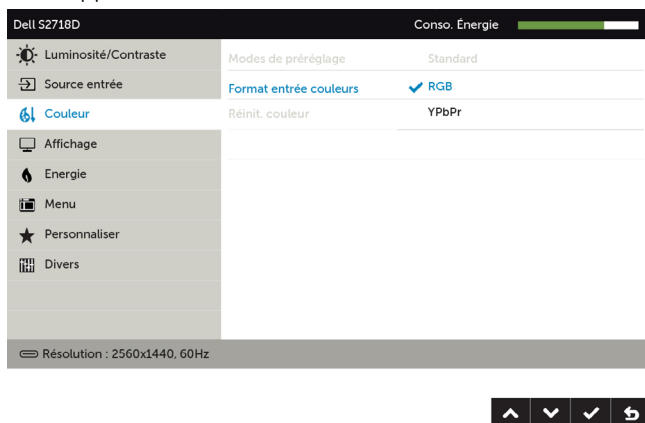 Dell S2718D Conso. Énergie
Luminosité/Contraste
Modes de préréglage Standard
Source entrée
Format entrée couleurs RGB
Couleur
Réinit. couleur YPbPr
Affichage
Energie
Menu
Personnaliser
Divers
Résolution : 2560x1440, 60Hz